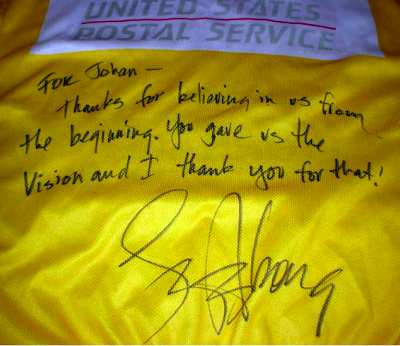 UNITED STATES
POSTAL SERVICE
For Johan —
Thanks for believing in us from
the beginning. You gave us the
Vision and I thank you for that!